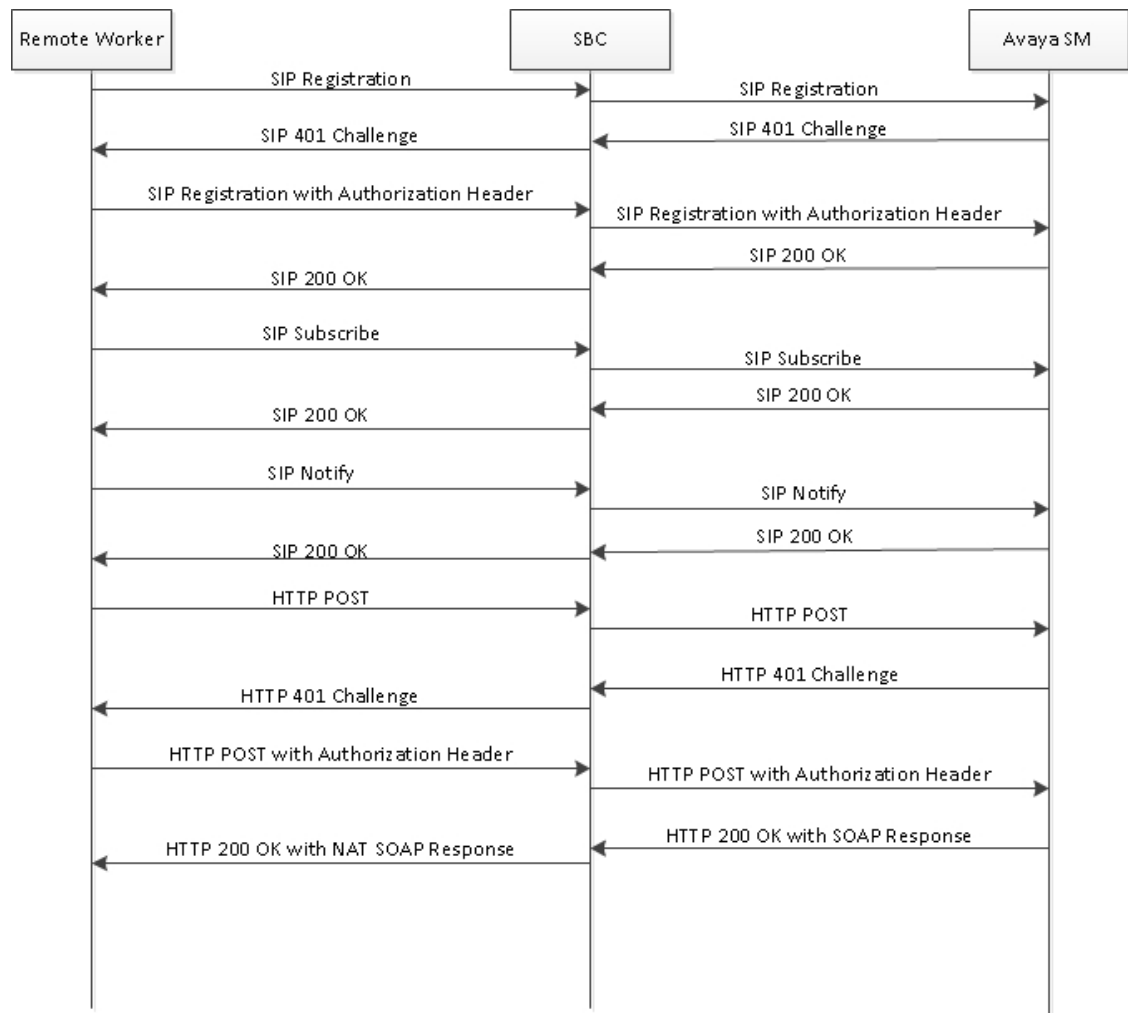 Remote Worker
SBC
Avaya SM
SIP Registration
SIP Registration
SIP 401 Challenge
SIP 401 Challenge
SIP Registration with Authorization Header
SIP Registration with Authorization Header
SIP 200 OK
SIP 200 OK
SIP Subscribe
SIP Subscribe
SIP 200 OK
SIP 200 OK
SIP Notify
SIP Notify
SIP 200 OK
SIP 200 OK
HTTP POST
HTTP POST
HTTP 401 Challenge
HTTP 401 Challenge
HTTP POST with Authorization Header
HTTP POST with Authorization Header
HTTP 200 OK with SOAP Response
HTTP 200 OK with NAT SOAP Response